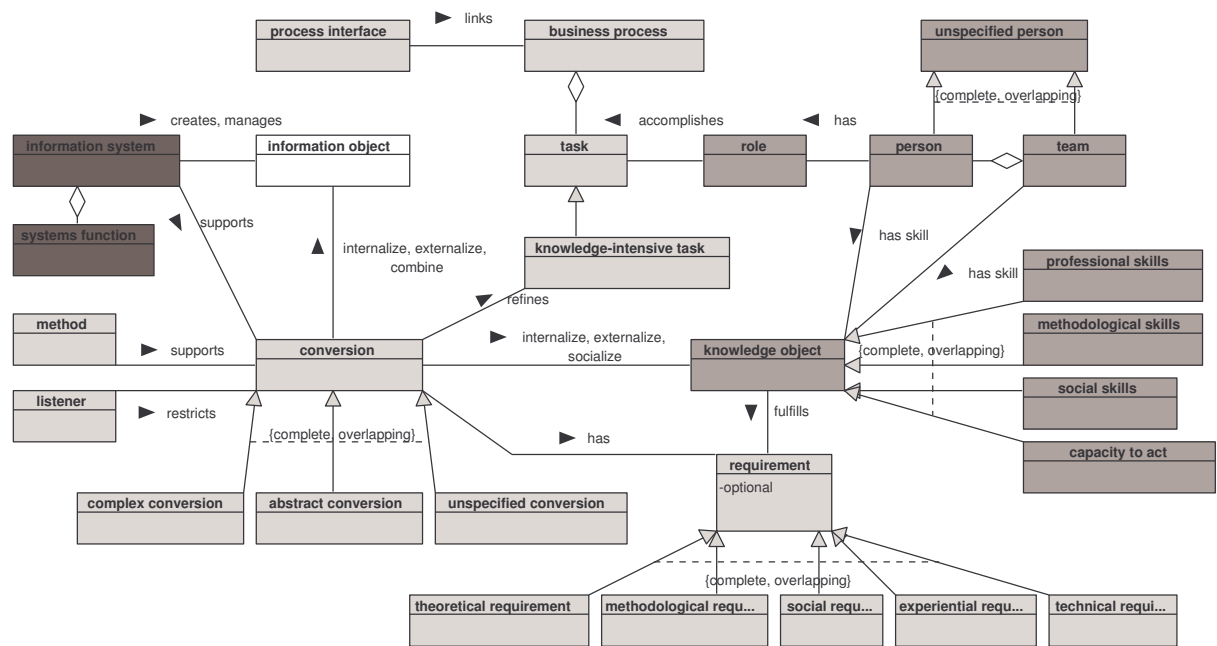 links
process interface
business process
unspecified person
{complete, overlapping}
creates, manages
accomplishes
has
information system
information object
task
role
person
team
supports
systems function
internalize, externalize,
combine
knowledge-intensive task
has skill
has skill
professional skills
refines
method
supports
conversion
internalize, externalize,
socialize
knowledge object
{complete, overlapping}
methodological skills
listener
restricts
social skills
fulfills
{complete, overlapping}
has
capacity to act
requirement
-optional
complex conversion
abstract conversion
unspecified conversion
{complete, overlapping}
theoretical requirement
methodological requ...
social requ...
experiential requ...
technical requi...